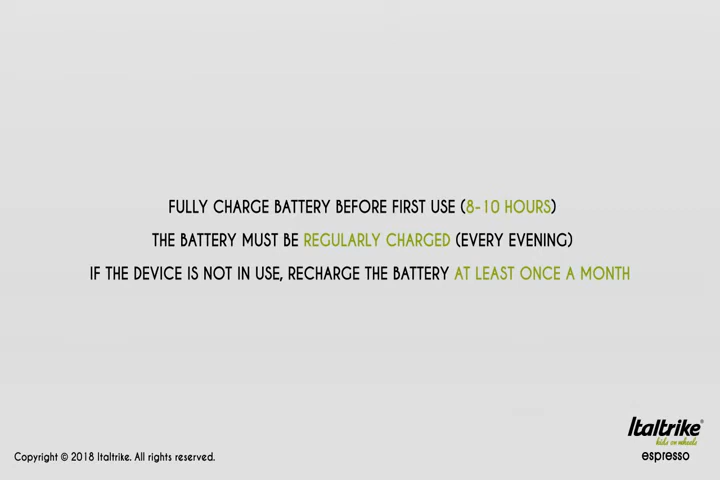 FULLY CHARGE BATTERY BEFORE FIRST USE (8-10 HOURS)
THE BATTERY MUST BE REGULARLY CHARGED (EVERY EVENING)
IF THE DEVICE IS NOT IN USE, RECHARGE THE BATTERY AT LEAST ONCE A MONTH
Italtrike®
kids on wheels
espresso
Copyright © 2018 Italtrike. All rights reserved.